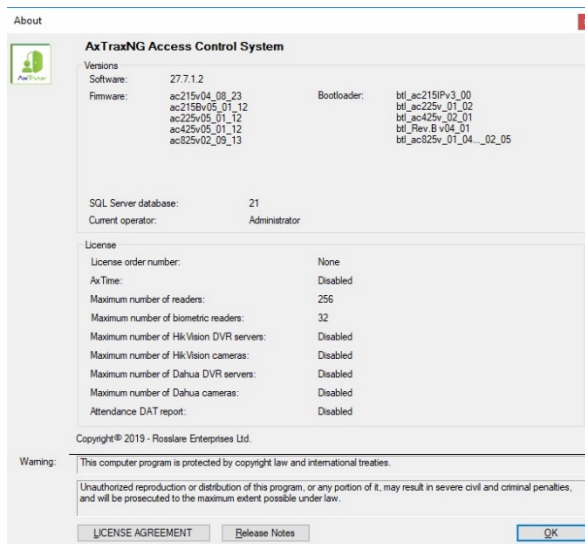 About
AxTraxNG Access Control System
Versions
Software: 27.7.1.2
Firmware: ac215v04_08_23 Bootloader: btl_ac215IPv3_00
ac215Bv05_01_12 btl_ac225v_01_02
ac225v05_01_12 btl_ac425v_02_01
ac425v05_01_12 btl_Rev.B v04_01
ac825v02_09_13 btl_ac825v_01_04..._02_05
SQL Server database: 21
Current operator: Administrator
License
License order number: None
AxTime: Disabled
Maximum number of readers: 256
Maximum number of biometric readers: 32
Maximum number of HikVision DVR servers: Disabled
Maximum number of HikVision cameras: Disabled
Maximum number of Dahua DVR servers: Disabled
Maximum number of Dahua cameras: Disabled
Attendance DAT report: Disabled
Copyright© 2019 - Rosslare Enterprises Ltd.
Warning: This computer program is protected by copyright law and international treaties.
Unauthorized reproduction or distribution of this program, or any portion of it, may result in severe civil and criminal penalties,
and will be prosecuted to the maximum extent possible under law.
LICENSE AGREEMENT Release Notes OK